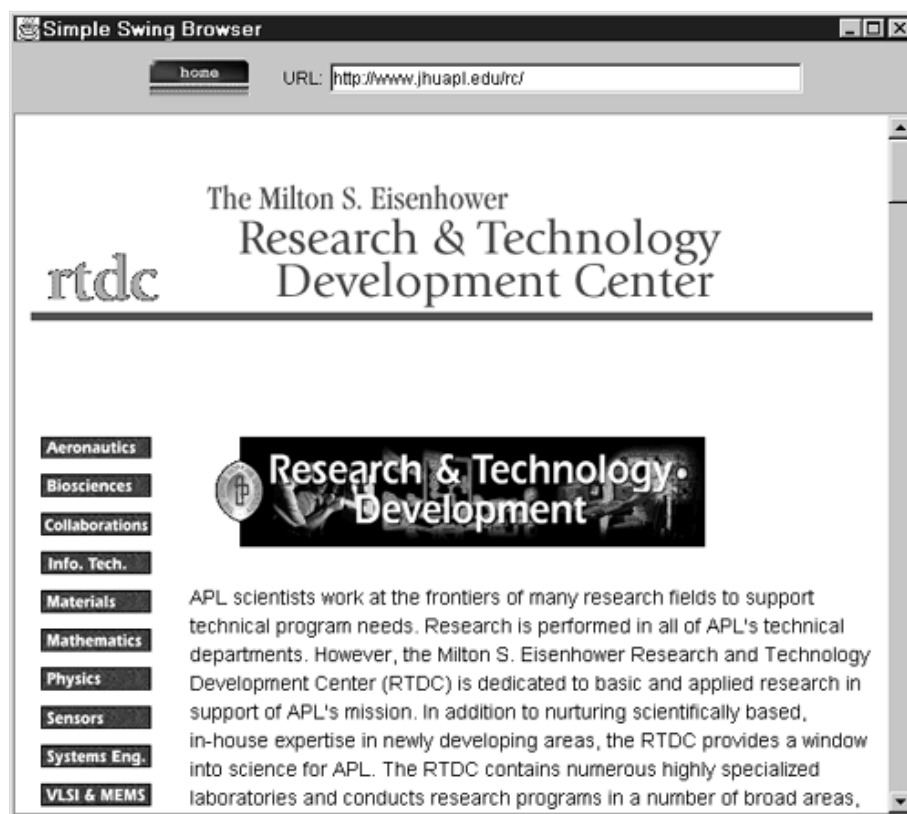 Simple Swing Browser
home
URL: http://www.jhuapl.edu/rc/
The Milton S. Eisenhower
Research & Technology
Development Center
rtdc
Research & Technology
Development
Aeronautics
Biosciences
Collaborations
Info. Tech.
Materials
Mathematics
Physics
Sensors
Systems Eng.
VLSI & MEMS
APL scientists work at the frontiers of many research fields to support
technical program needs. Research is performed in all of APL's technical
departments. However, the Milton S. Eisenhower Research and Technology
Development Center (RTDC) is dedicated to basic and applied research in
support of APL's mission. In addition to nurturing scientifically based,
in-house expertise in newly developing areas, the RTDC provides a window
into science for APL. The RTDC contains numerous highly specialized
laboratories and conducts research programs in a number of broad areas,